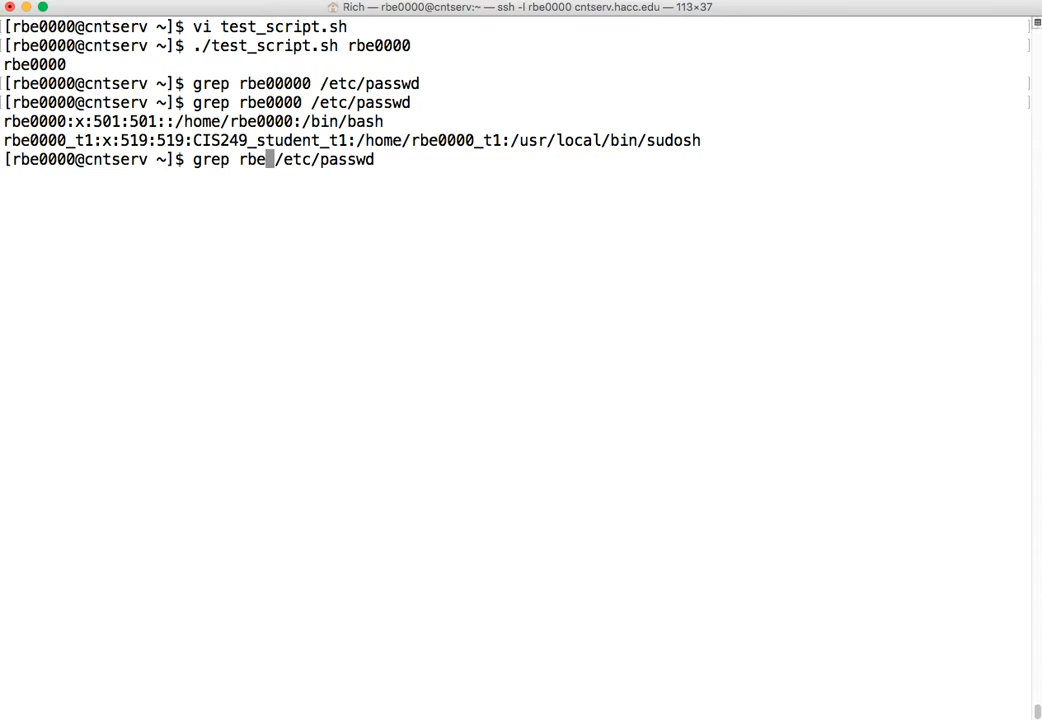 Rich — rbe0000@cntserv:~ — ssh -l rbe0000 cntserv.hacc.edu — 113×37
[[rbe0000@cntserv ~]$ vi test_script.sh ]
[[rbe0000@cntserv ~]$ ./test_script.sh rbe0000 ]
rbe0000
[[rbe0000@cntserv ~]$ grep rbe00000 /etc/passwd ]
[[rbe0000@cntserv ~]$ grep rbe0000 /etc/passwd ]
rbe0000:x:501:501::/home/rbe0000:/bin/bash
rbe0000_t1:x:519:519:CIS249_student_t1:/home/rbe0000_t1:/usr/local/bin/sudosh
[rbe0000@cntserv ~]$ grep rbe /etc/passwd